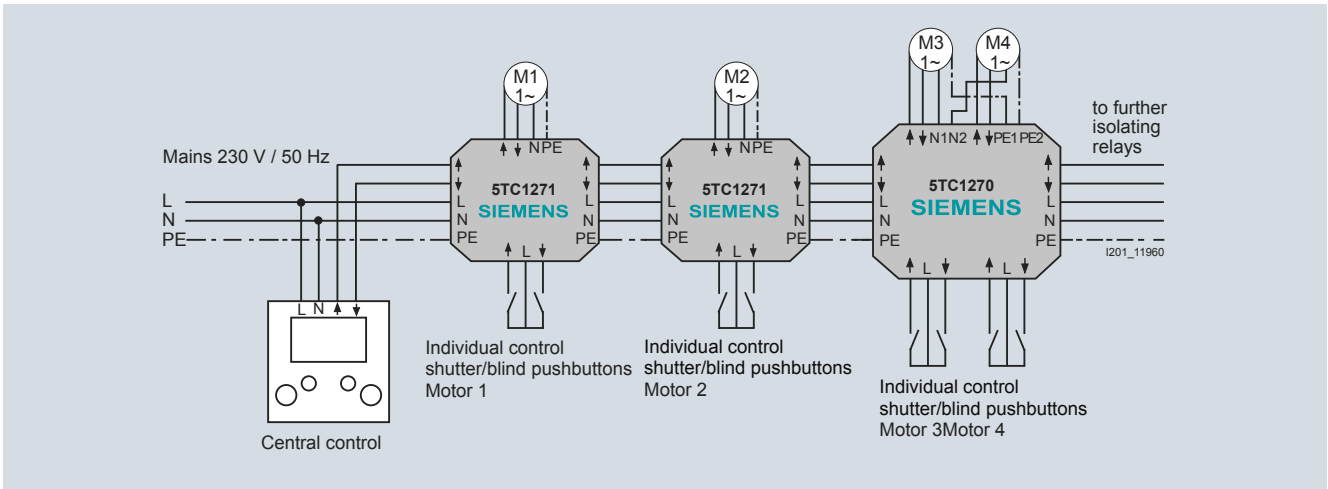 M1
1~
M2
1~
M3
1~
M4
1~
to further
isolating
relays
Mains 230 V / 50 Hz
L
N
PE
↑ ↓ N PE
↑
↓
L
N
PE
5TC1271
SIEMENS
↑
↓
L
N
PE
↑ L ↓
↑ ↓ N PE
↑
↓
L
N
PE
5TC1271
SIEMENS
↑
↓
L
N
PE
↑ L ↓
↑ ↓ N1 N2 ↑ ↓ PE1 PE2
↑
↓
L
N
PE
5TC1270
SIEMENS
↑
↓
L
N
PE
↑ L ↓ ↑ L ↓
I201_11960
L N ↑ ↓
Central control
Individual control
shutter/blind pushbuttons
Motor 1
Individual control
shutter/blind pushbuttons
Motor 2
Individual control
shutter/blind pushbuttons
Motor 3Motor 4